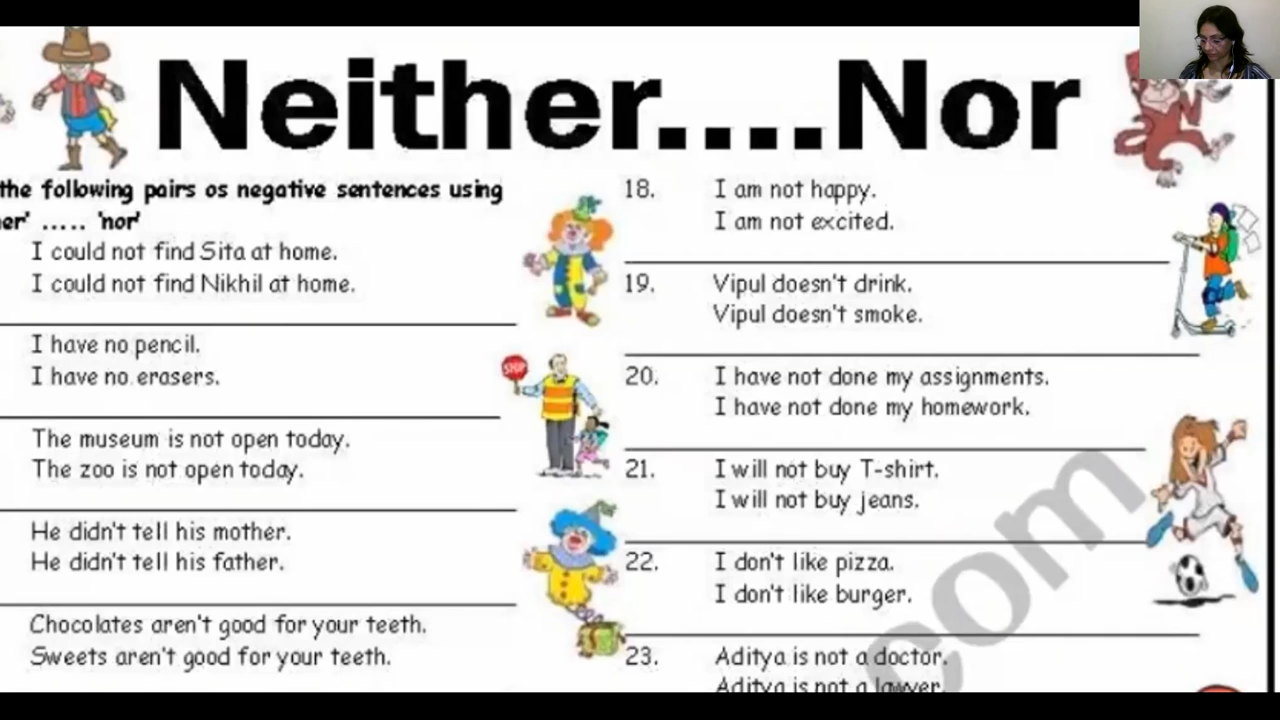 Neither....Nor
the following pairs os negative sentences using
er' ..... 'nor'
I could not find Sita at home.
I could not find Nikhil at home.
I have no pencil.
I have no erasers.
The museum is not open today.
The zoo is not open today.
He didn't tell his mother.
He didn't tell his father.
Chocolates aren't good for your teeth.
Sweets aren't good for your teeth.
STOP
18. I am not happy.
I am not excited.
19. Vipul doesn't drink.
Vipul doesn't smoke.
20. I have not done my assignments.
I have not done my homework.
21. I will not buy T-shirt.
I will not buy jeans.
22. I don't like pizza.
I don't like burger.
23. Aditya is not a doctor.
Aditya is not a lawyer.
com